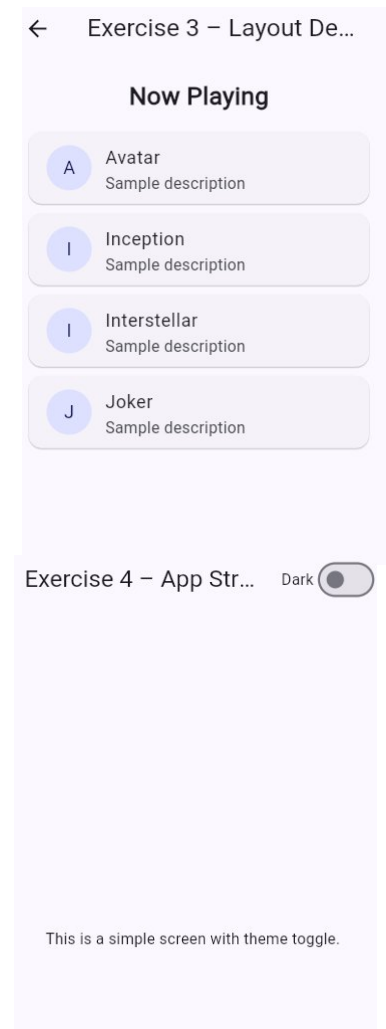 Exercise 3 – Layout De...
Now Playing
A
Avatar
Sample description
I
Inception
Sample description
I
Interstellar
Sample description
J
Joker
Sample description
Exercise 4 – App Str...
Dark
This is a simple screen with theme toggle.